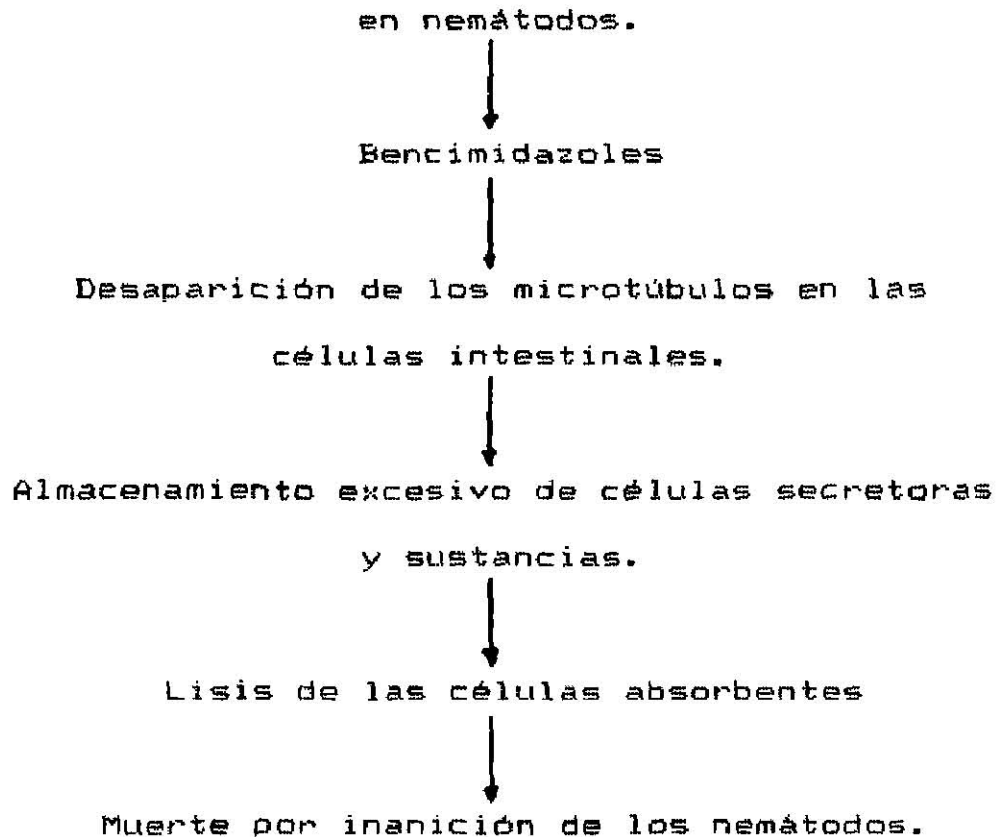 en nemátodos.
Bencimidazoles
Desaparición de los microtúbulos en las
células intestinales.
Almacenamiento excesivo de células secretoras
y sustancias.
Lisis de las células absorbentes
Muerte por inanición de los nemátodos.